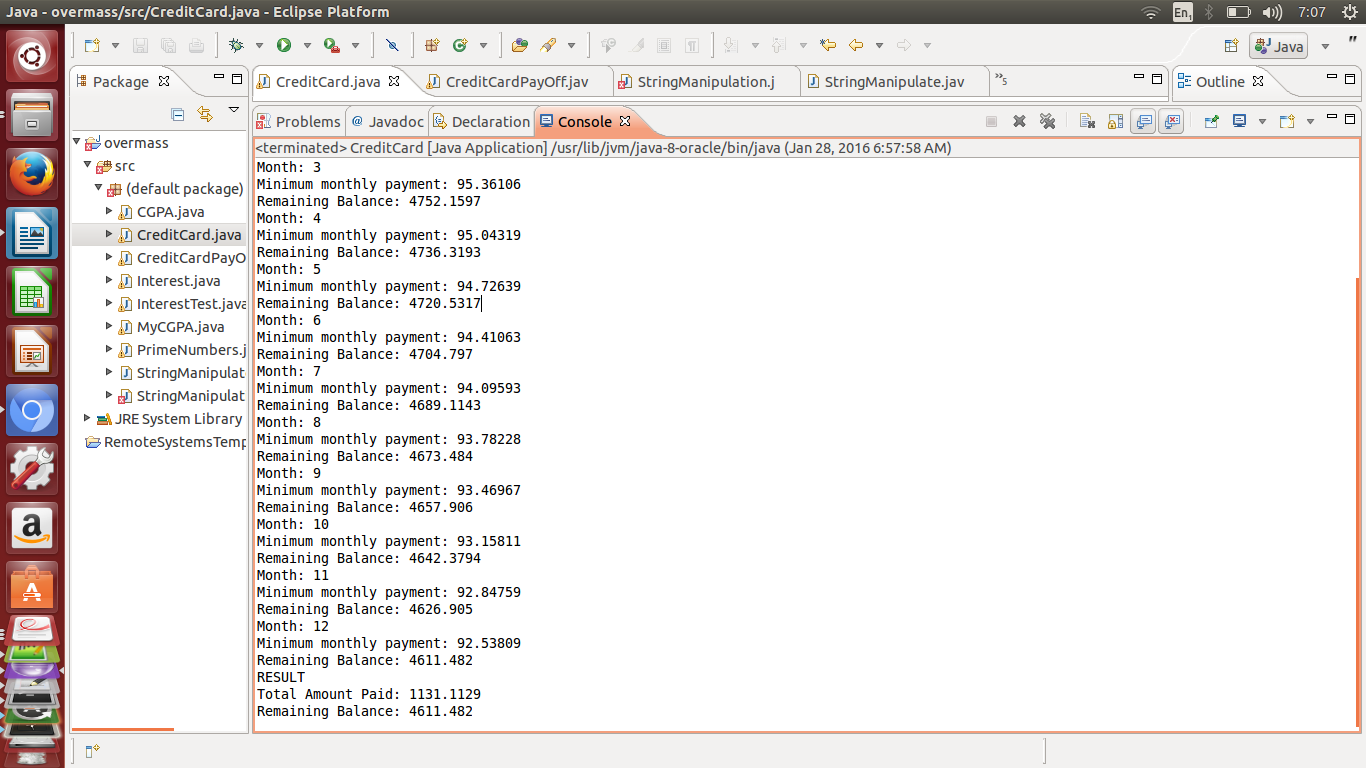 Java - overmass/src/CreditCard.java - Eclipse Platform
En1 7:07
Java
Package
CreditCard.java
CreditCardPayOff.jav
StringManipulation.j
StringManipulate.jav
»5
Outline
Problems
@ Javadoc
Declaration
Console
<terminated> CreditCard [Java Application] /usr/lib/jvm/java-8-oracle/bin/java (Jan 28, 2016 6:57:58 AM)
overmass
src
(default package)
CGPA.java
CreditCard.java
CreditCardPayO
Interest.java
InterestTest.java
MyCGPA.java
PrimeNumbers.j
StringManipulat
StringManipulat
JRE System Library
RemoteSystemsTemp
Month: 3
Minimum monthly payment: 95.36106
Remaining Balance: 4752.1597
Month: 4
Minimum monthly payment: 95.04319
Remaining Balance: 4736.3193
Month: 5
Minimum monthly payment: 94.72639
Remaining Balance: 4720.5317
Month: 6
Minimum monthly payment: 94.41063
Remaining Balance: 4704.797
Month: 7
Minimum monthly payment: 94.09593
Remaining Balance: 4689.1143
Month: 8
Minimum monthly payment: 93.78228
Remaining Balance: 4673.484
Month: 9
Minimum monthly payment: 93.46967
Remaining Balance: 4657.906
Month: 10
Minimum monthly payment: 93.15811
Remaining Balance: 4642.3794
Month: 11
Minimum monthly payment: 92.84759
Remaining Balance: 4626.905
Month: 12
Minimum monthly payment: 92.53809
Remaining Balance: 4611.482
RESULT
Total Amount Paid: 1131.1129
Remaining Balance: 4611.482